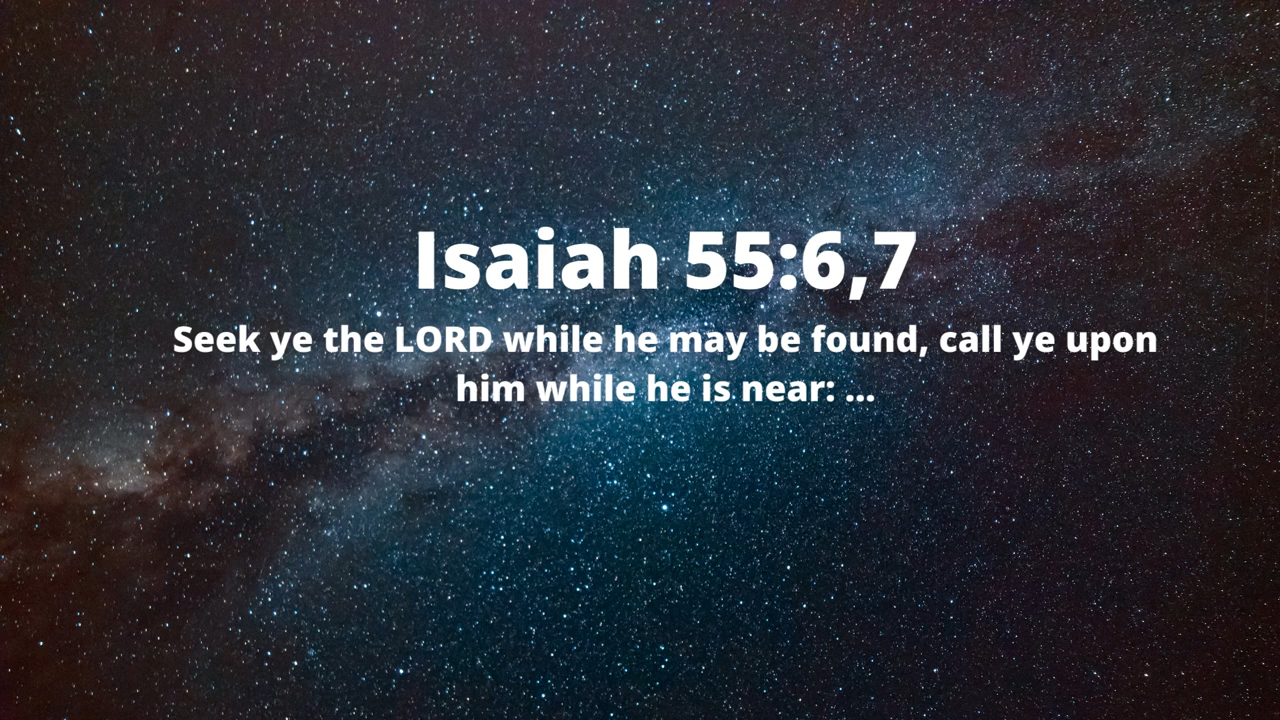 Isaiah 55:6,7
Seek ye the LORD while he may be found, call ye upon
him while he is near: ...